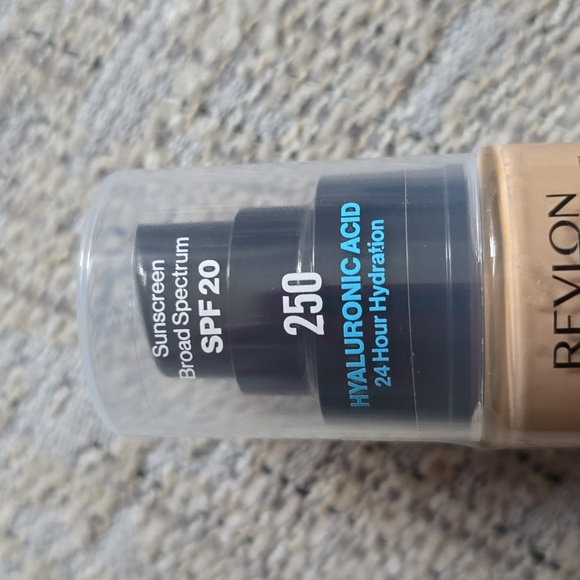 Sunscreen
Broad Spectrum
SPF 20
250
HYALURONIC ACID
24 Hour Hydration
REVLON